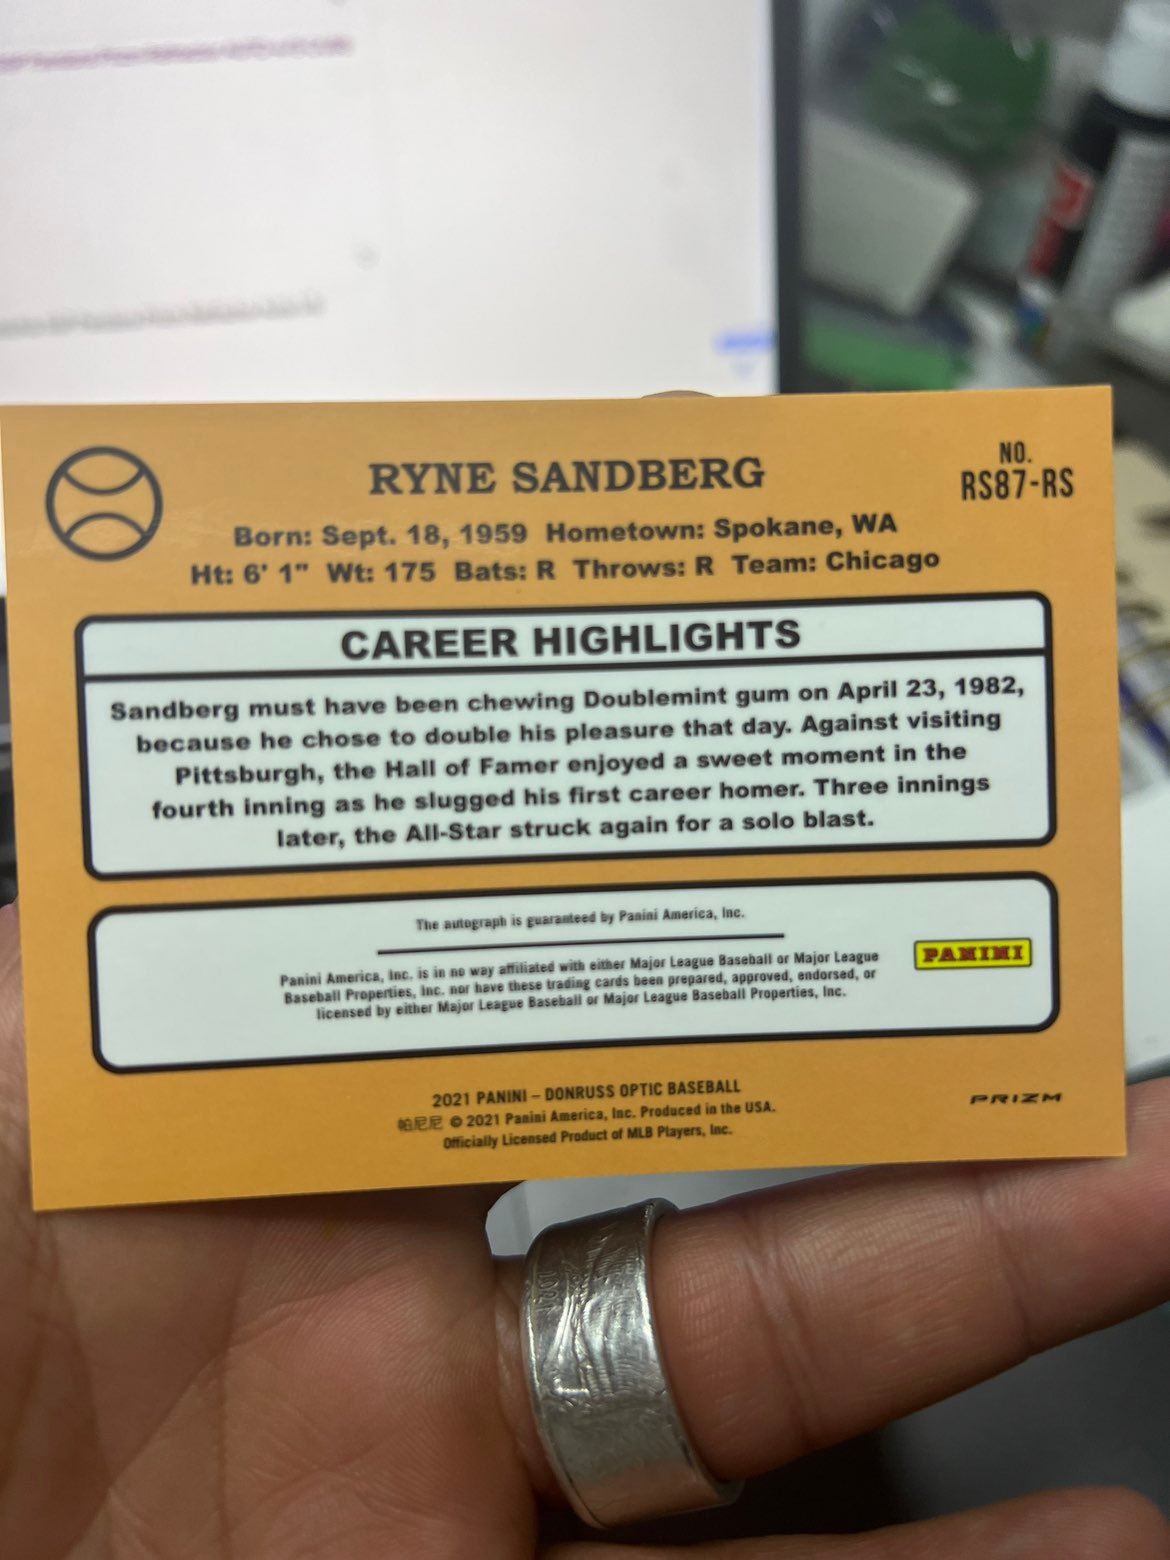 RYNE SANDBERG
NO.
RS87-RS
Born: Sept. 18, 1959 Hometown: Spokane, WA
Ht: 6' 1" Wt: 175 Bats: R Throws: R Team: Chicago
CAREER HIGHLIGHTS
Sandberg must have been chewing Doublemint gum on April 23, 1982,
because he chose to double his pleasure that day. Against visiting
Pittsburgh, the Hall of Famer enjoyed a sweet moment in the
fourth inning as he slugged his first career homer. Three innings
later, the All-Star struck again for a solo blast.
The autograph is guaranteed by Panini America, Inc.
Panini America, Inc. is in no way affiliated with either Major League Baseball or Major League
Baseball Properties, Inc. nor have these trading cards been prepared, approved, endorsed, or
licensed by either Major League Baseball or Major League Baseball Properties, Inc.
PANINI
2021 PANINI – DONRUSS OPTIC BASEBALL
帕尼尼 © 2021 Panini America, Inc. Produced in the USA.
Officially Licensed Product of MLB Players, Inc.
PRIZM